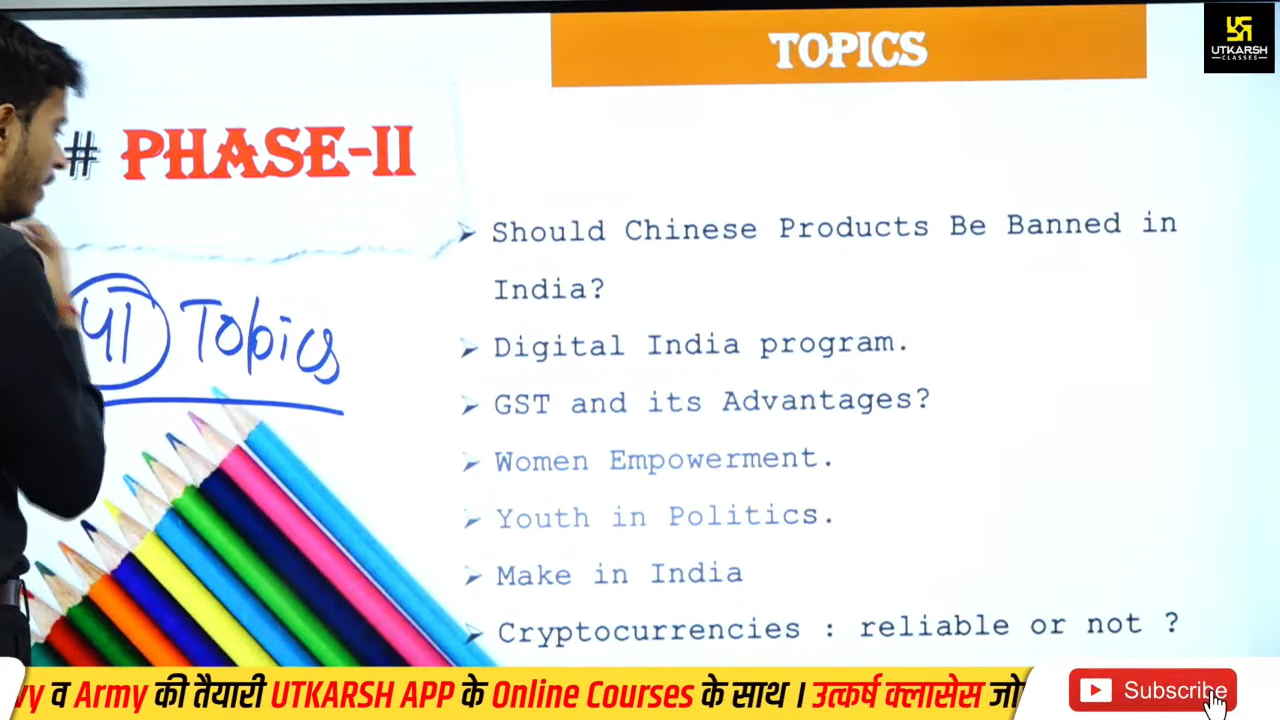 TOPICS
UTKARSH
CLASSES
# PHASE-II
➢ Should Chinese Products Be Banned in
India?
➢ Digital India program.
➢ GST and its Advantages?
➢ Women Empowerment.
➢ Youth in Politics.
➢ Make in India
➢ Cryptocurrencies : reliable or not ?
Topics
व Army की तैयारी UTKARSH APP के Online Courses के साथ । उत्कर्ष क्लासेस
Subscribe